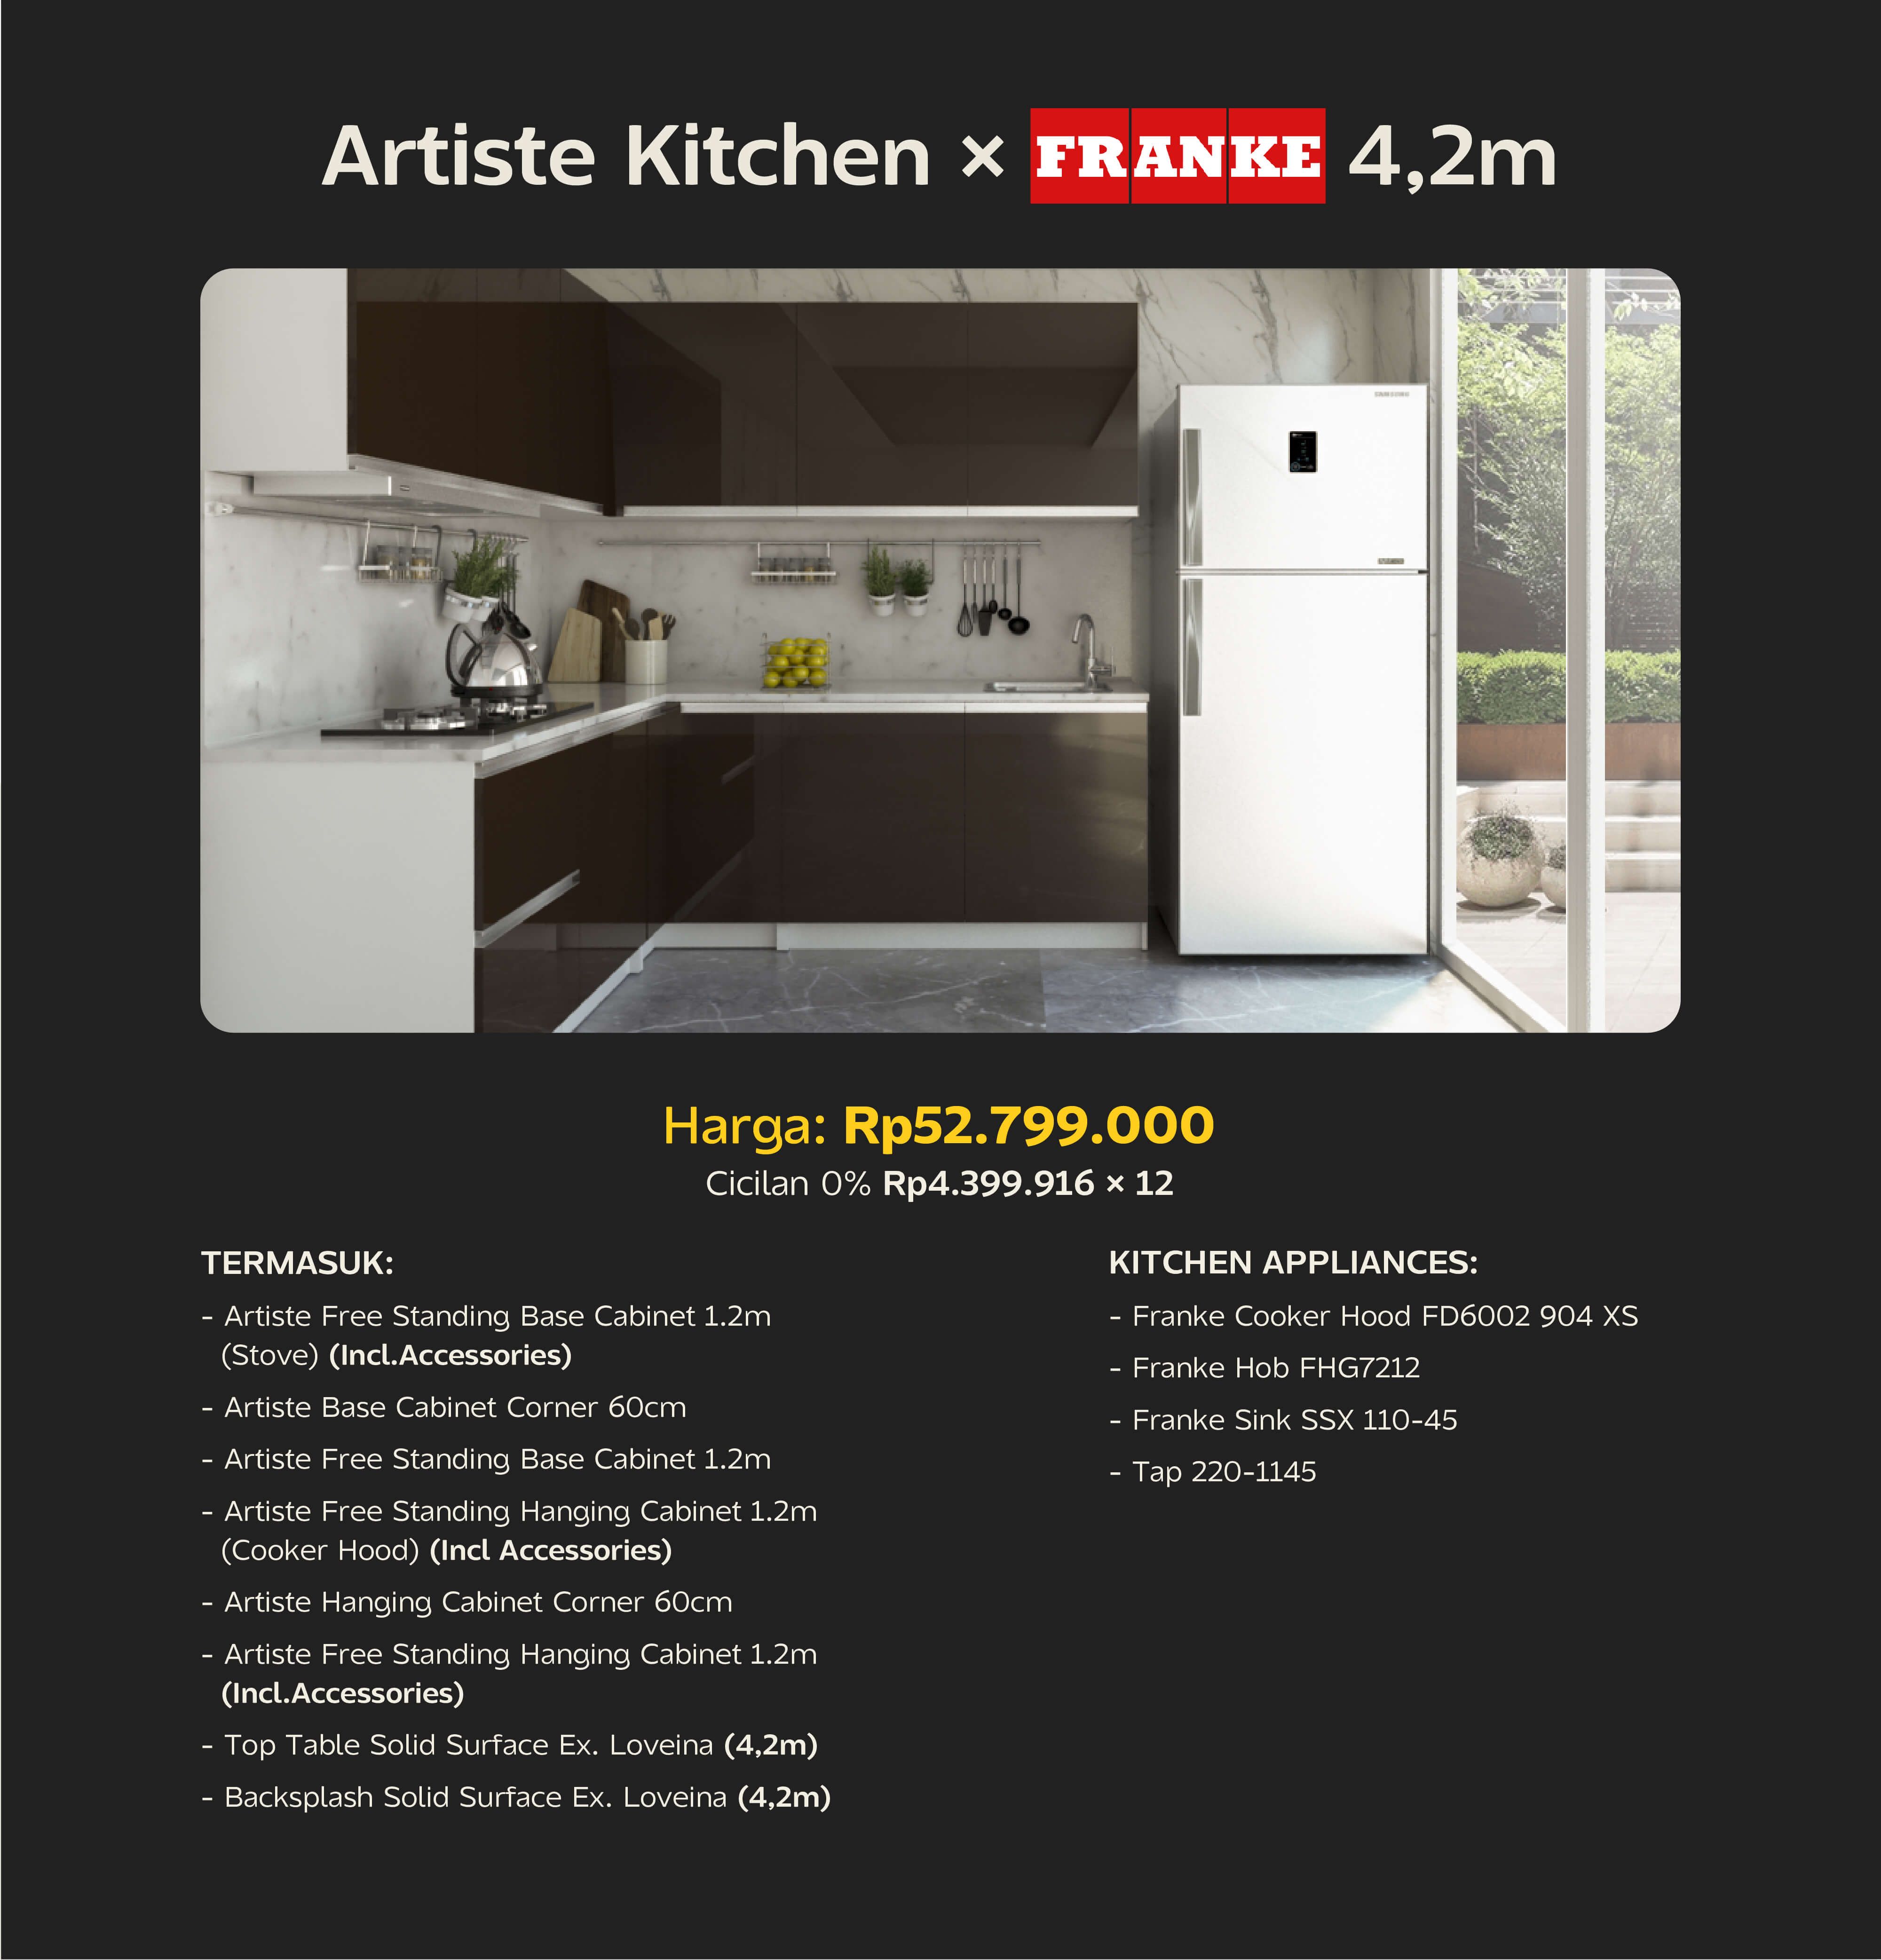 Artiste Kitchen × FRANKE 4,2m
SAMSUNG
Harga: Rp52.799.000
Cicilan 0% Rp4.399.916 × 12
TERMASUK:
- Artiste Free Standing Base Cabinet 1.2m
(Stove) (Incl.Accessories)
- Artiste Base Cabinet Corner 60cm
- Artiste Free Standing Base Cabinet 1.2m
- Artiste Free Standing Hanging Cabinet 1.2m
(Cooker Hood) (Incl Accessories)
- Artiste Hanging Cabinet Corner 60cm
- Artiste Free Standing Hanging Cabinet 1.2m
(Incl.Accessories)
- Top Table Solid Surface Ex. Loveina (4,2m)
- Backsplash Solid Surface Ex. Loveina (4,2m)
KITCHEN APPLIANCES:
- Franke Cooker Hood FD6002 904 XS
- Franke Hob FHG7212
- Franke Sink SSX 110-45
- Tap 220-1145